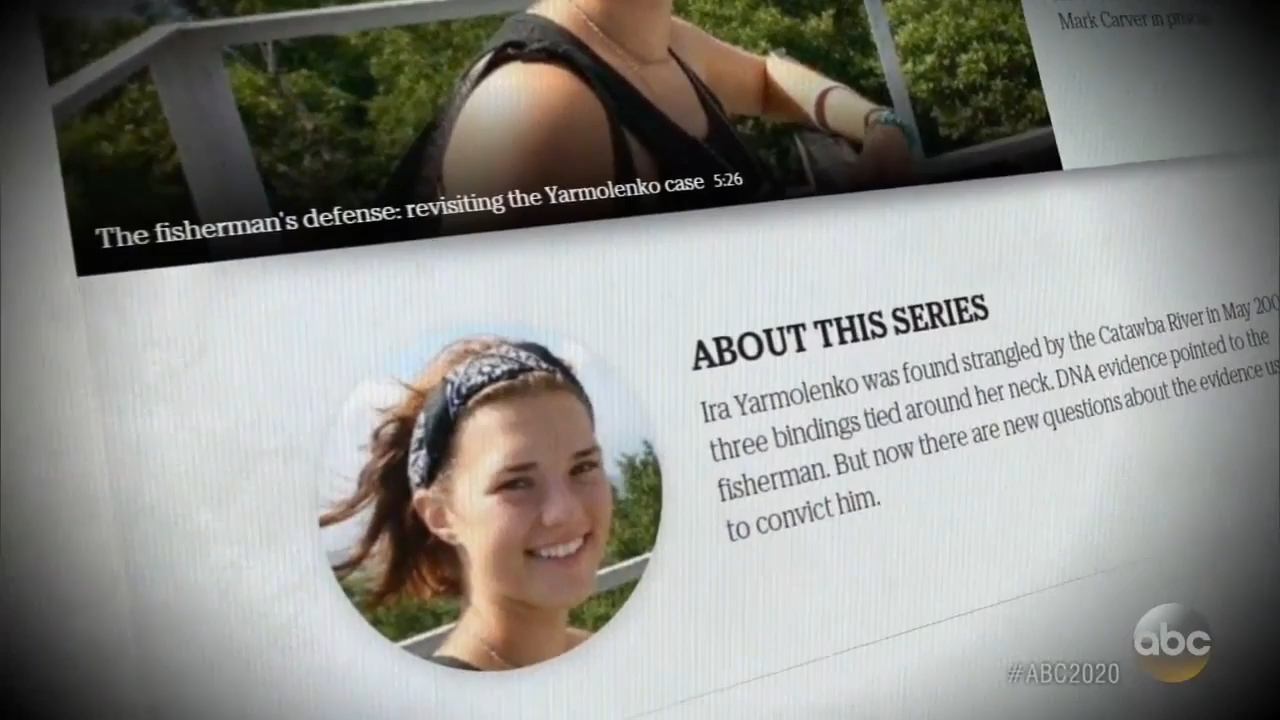 Mark Carver in
The fisherman's defense: revisiting the Yarmolenko case 5:26
ABOUT THIS SERIES
Ira Yarmolenko was found strangled by the Catawba River in May
three bindings tied around her neck. DNA evidence pointed to the
fisherman. But now there are new questions about the evidence
to convict him.
abc
#ABC2020